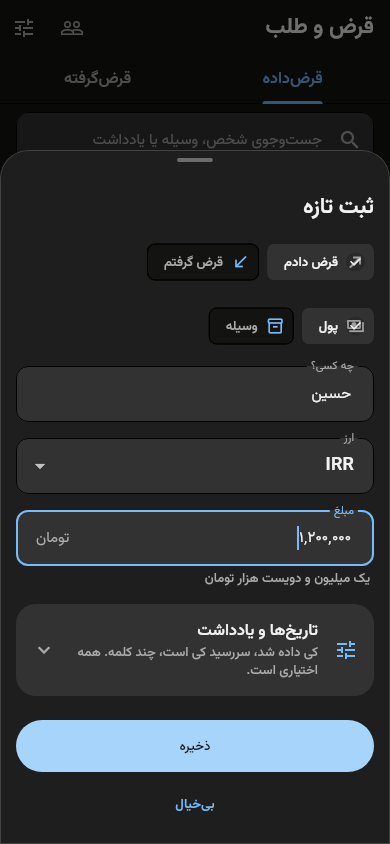 قرض و طلب
قرض‌داده
قرض‌گرفته
جست‌وجوی شخص، وسیله یا یادداشت
ثبت تازه
قرض دادم
قرض گرفتم
پول
وسیله
چه کسی؟
حسین
ارز
IRR
مبلغ
۱,۲۰۰,۰۰۰
تومان
یک میلیون و دویست هزار تومان
تاریخ‌ها و یادداشت
کی داده شد، سررسید کی است، چند کلمه. همه
اختیاری است.
ذخیره
بی‌خیال